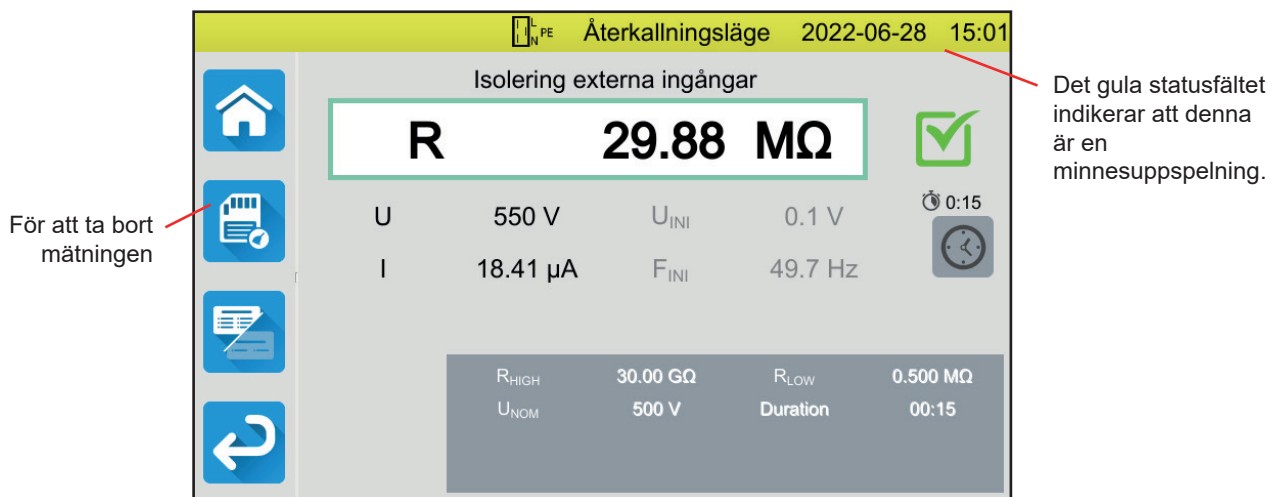 L
N PE Återkallningsläge 2022-06-28 15:01
Isolering externa ingångar
R 29.88 MΩ
0:15
U 550 V UINI 0.1 V
I 18.41 µA FINI 49.7 Hz
RHIGH 30.00 GΩ RLOW 0.500 MΩ
UNOM 500 V Duration 00:15
För att ta bort
mätningen
Det gula statusfältet
indikerar att denna
är en
minnesuppspelning.